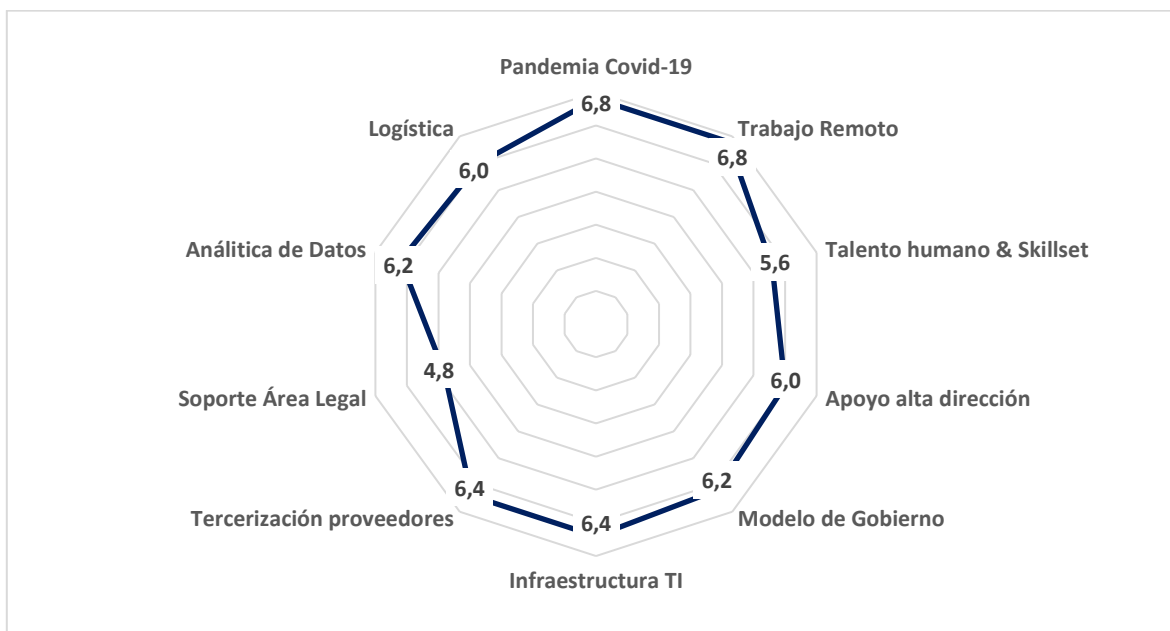 Pandemia Covid-19
6,8
Trabajo Remoto
6,8
Talento humano & Skillset
5,6
Apoyo alta dirección
6,0
Modelo de Gobierno
6,2
Infraestructura TI
6,4
Tercerización proveedores
6,4
Soporte Área Legal
4,8
Análitica de Datos
6,2
Logística
6,0